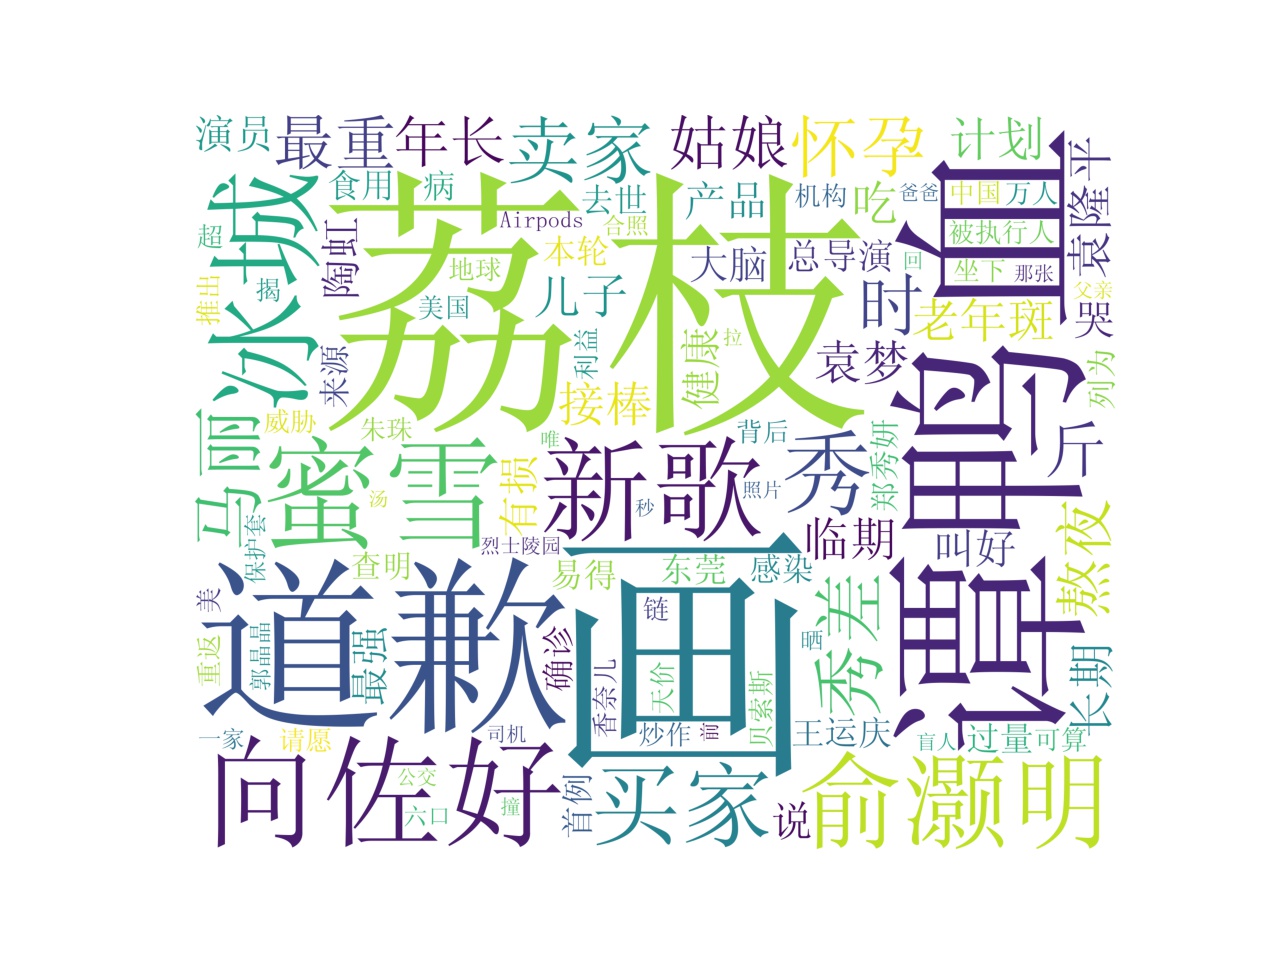 演员
最重
年长
卖家
姑娘
怀孕
计划
袁隆平
冰城
食用
病
荔枝
去世
产品
机构
爸爸
吃
中国
万人
皿
Airpods
合照
超
陶虹
本轮
大脑
总导演
被执行人
地球
回
坐下
那张
揭
推出
美国
儿子
时
父亲
老年斑
哭
来源
利益
健康
拉
袁梦
列为
马丽
威胁
朱珠
接棒
背后
秀
郑秀妍
谭鸭
斤
蜜雪
唯
新歌
有损
照片
汤
秒
临期
叫好
熬夜
保护套
烈士陵园
查明
易得
东莞
感染
道歉
画
美
链
秀差
长期
重返
郭晶晶
最强
确诊
晒
香奈儿
天价
贝索斯
一家
请愿
司机
炒作
前
王运庆
盲人
过量
可算
向佐好
公交
六口
撞
首例
买家
说
俞灏明